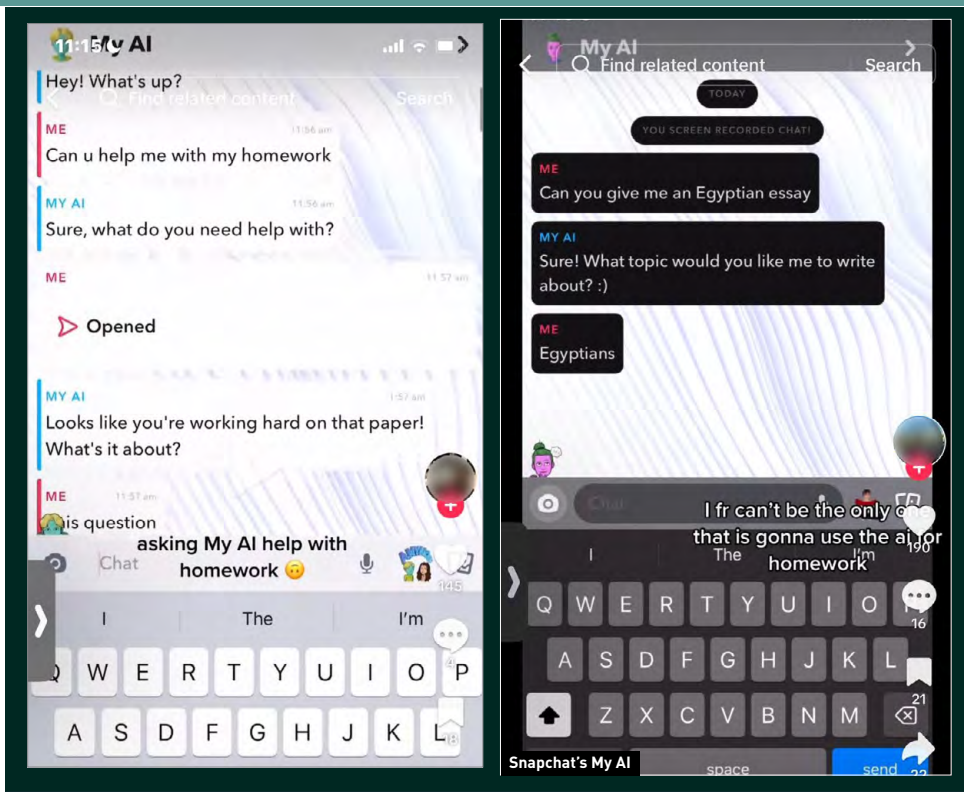 11:15
My AI
Hey! What's up?
Find related content
Search
ME
11:56 am
Can u help me with my homework
MY AI
11:56 am
Sure, what do you need help with?
ME
11:57 am
Opened
MY AI
Looks like you're working hard on that paper!
What's it about?
ME
11:57 am
is question
asking My AI help with
homework 🙃
Chat
145
I
The
I'm
4
Q W E R T Y U I O P
A S D F G H J K L
18
My AI
Find related content
Search
TODAY
YOU SCREEN RECORDED CHAT!
ME
Can you give me an Egyptian essay
MY AI
Sure! What topic would you like me to write
about? :)
ME
Egyptians
Chat
I fr can't be the only one
that is gonna use the ai for
homework
190
I
The
I'm
Q W E R T Y U I O P
16
A S D F G H J K L
Z X C V B N M
21
Snapchat's My AI
space
send